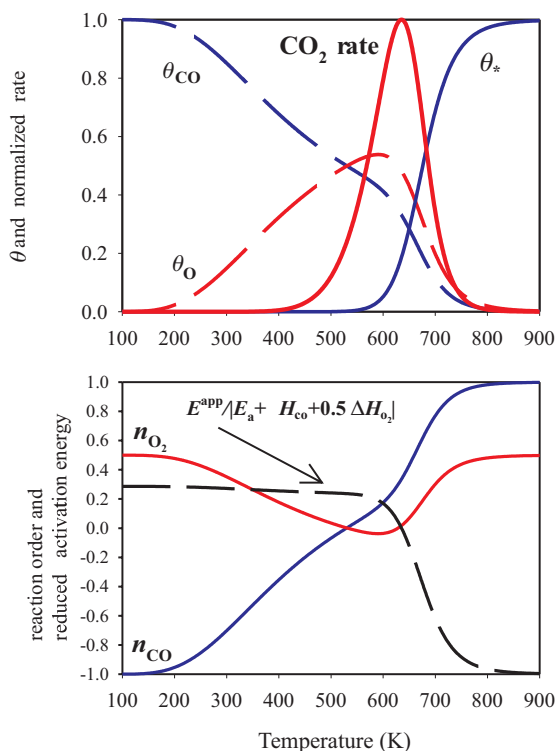 1.0
0.8
0.6
0.4
0.2
0.0
θ and normalized rate
θCO
CO2 rate
θ*
θO
100 200 300 400 500 600 700 800 900
1.0
0.8
0.6
0.4
0.2
0.0
-0.2
-0.4
-0.6
-0.8
-1.0
reaction order and
reduced activation energy
E^app/|Ea+ Hco+0.5 ΔHo2|
nO2
nCO
100 200 300 400 500 600 700 800 900
Temperature (K)